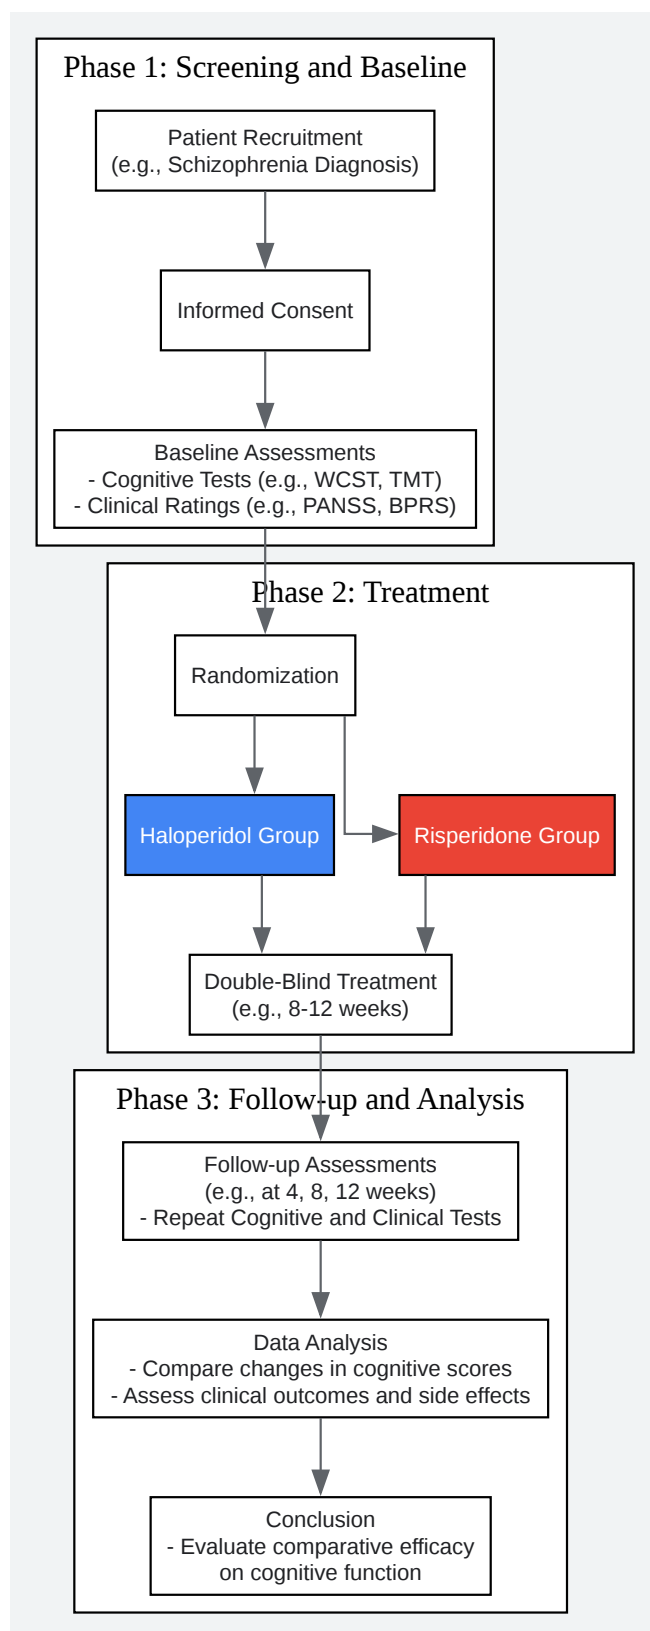 Phase 1: Screening and Baseline
Patient Recruitment
(e.g., Schizophrenia Diagnosis)
Informed Consent
Baseline Assessments
- Cognitive Tests (e.g., WCST, TMT)
- Clinical Ratings (e.g., PANSS, BPRS)
Phase 2: Treatment
Randomization
Haloperidol Group
Risperidone Group
Double-Blind Treatment
(e.g., 8-12 weeks)
Phase 3: Follow-up and Analysis
Follow-up Assessments
(e.g., at 4, 8, 12 weeks)
- Repeat Cognitive and Clinical Tests
Data Analysis
- Compare changes in cognitive scores
- Assess clinical outcomes and side effects
Conclusion
- Evaluate comparative efficacy
on cognitive function